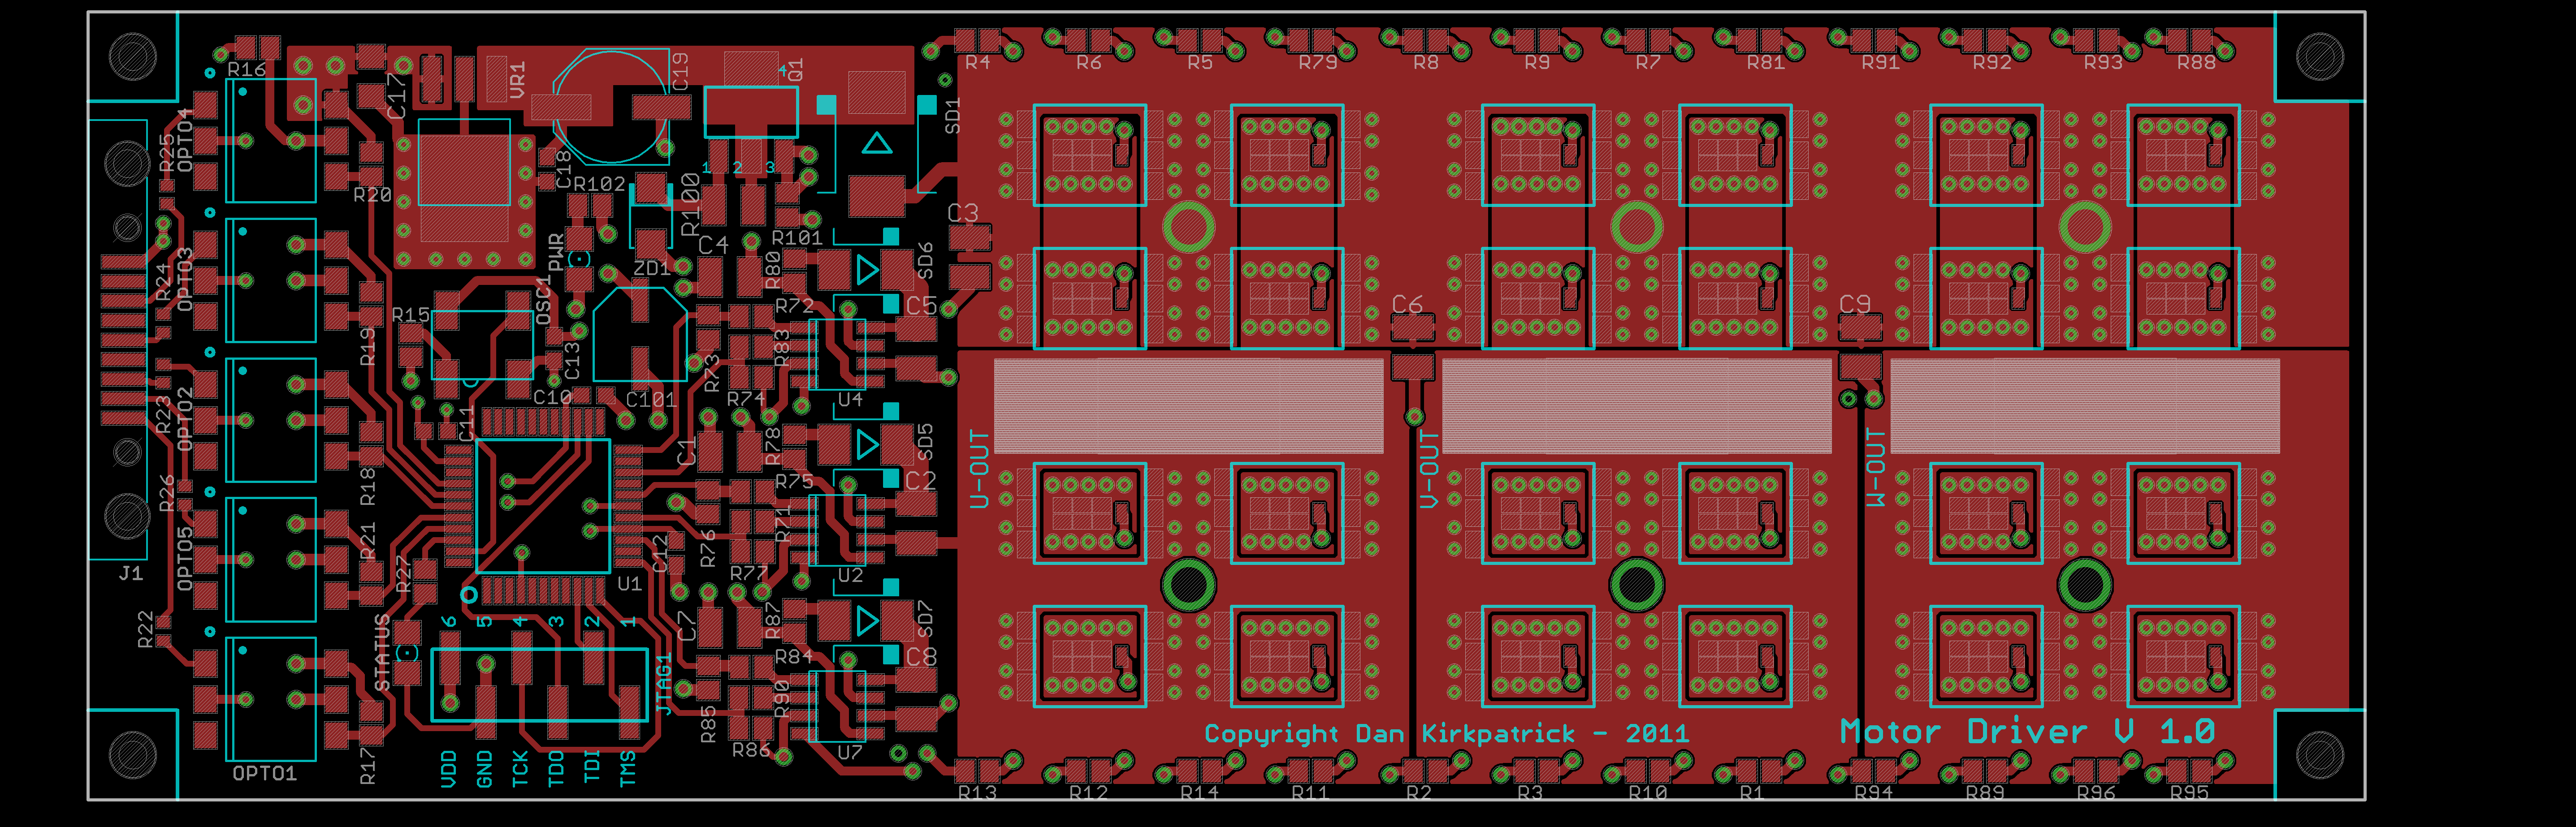 R16
C17
VR1
C19
4
Q1
SD1
R4
R6
R5
R79
R8
R9
R7
R81
R91
R92
R93
R88
OPTO4
R25
R20
C18
R102
1 2 3
R100
C3
R101
C4
PWR
ZD1
R80
SD6
OPTO3
R24
OSC1
R15
R72
C5
C6
C9
R19
C13
R73
R83
C10
C101
R74
U4
OPTO2
R23
C11
C1
R78
SD5
U-OUT
V-OUT
W-OUT
R26
R18
R75
C2
OPTO5
R21
R27
C12
R76
R71
R77
U2
J1
U1
R22
STATUS
6 5 4 3 2 1
C7
R87
SD7
R84
C8
JTAG1
R85
R90
R86
U7
OPTO1
R17
VDD
GND
TCK
TDO
TDI
TMS
Copyright Dan Kirkpatrick - 2011
Motor Driver V 1.0
R13
R12
R14
R11
R2
R3
R10
R1
R94
R89
R96
R95